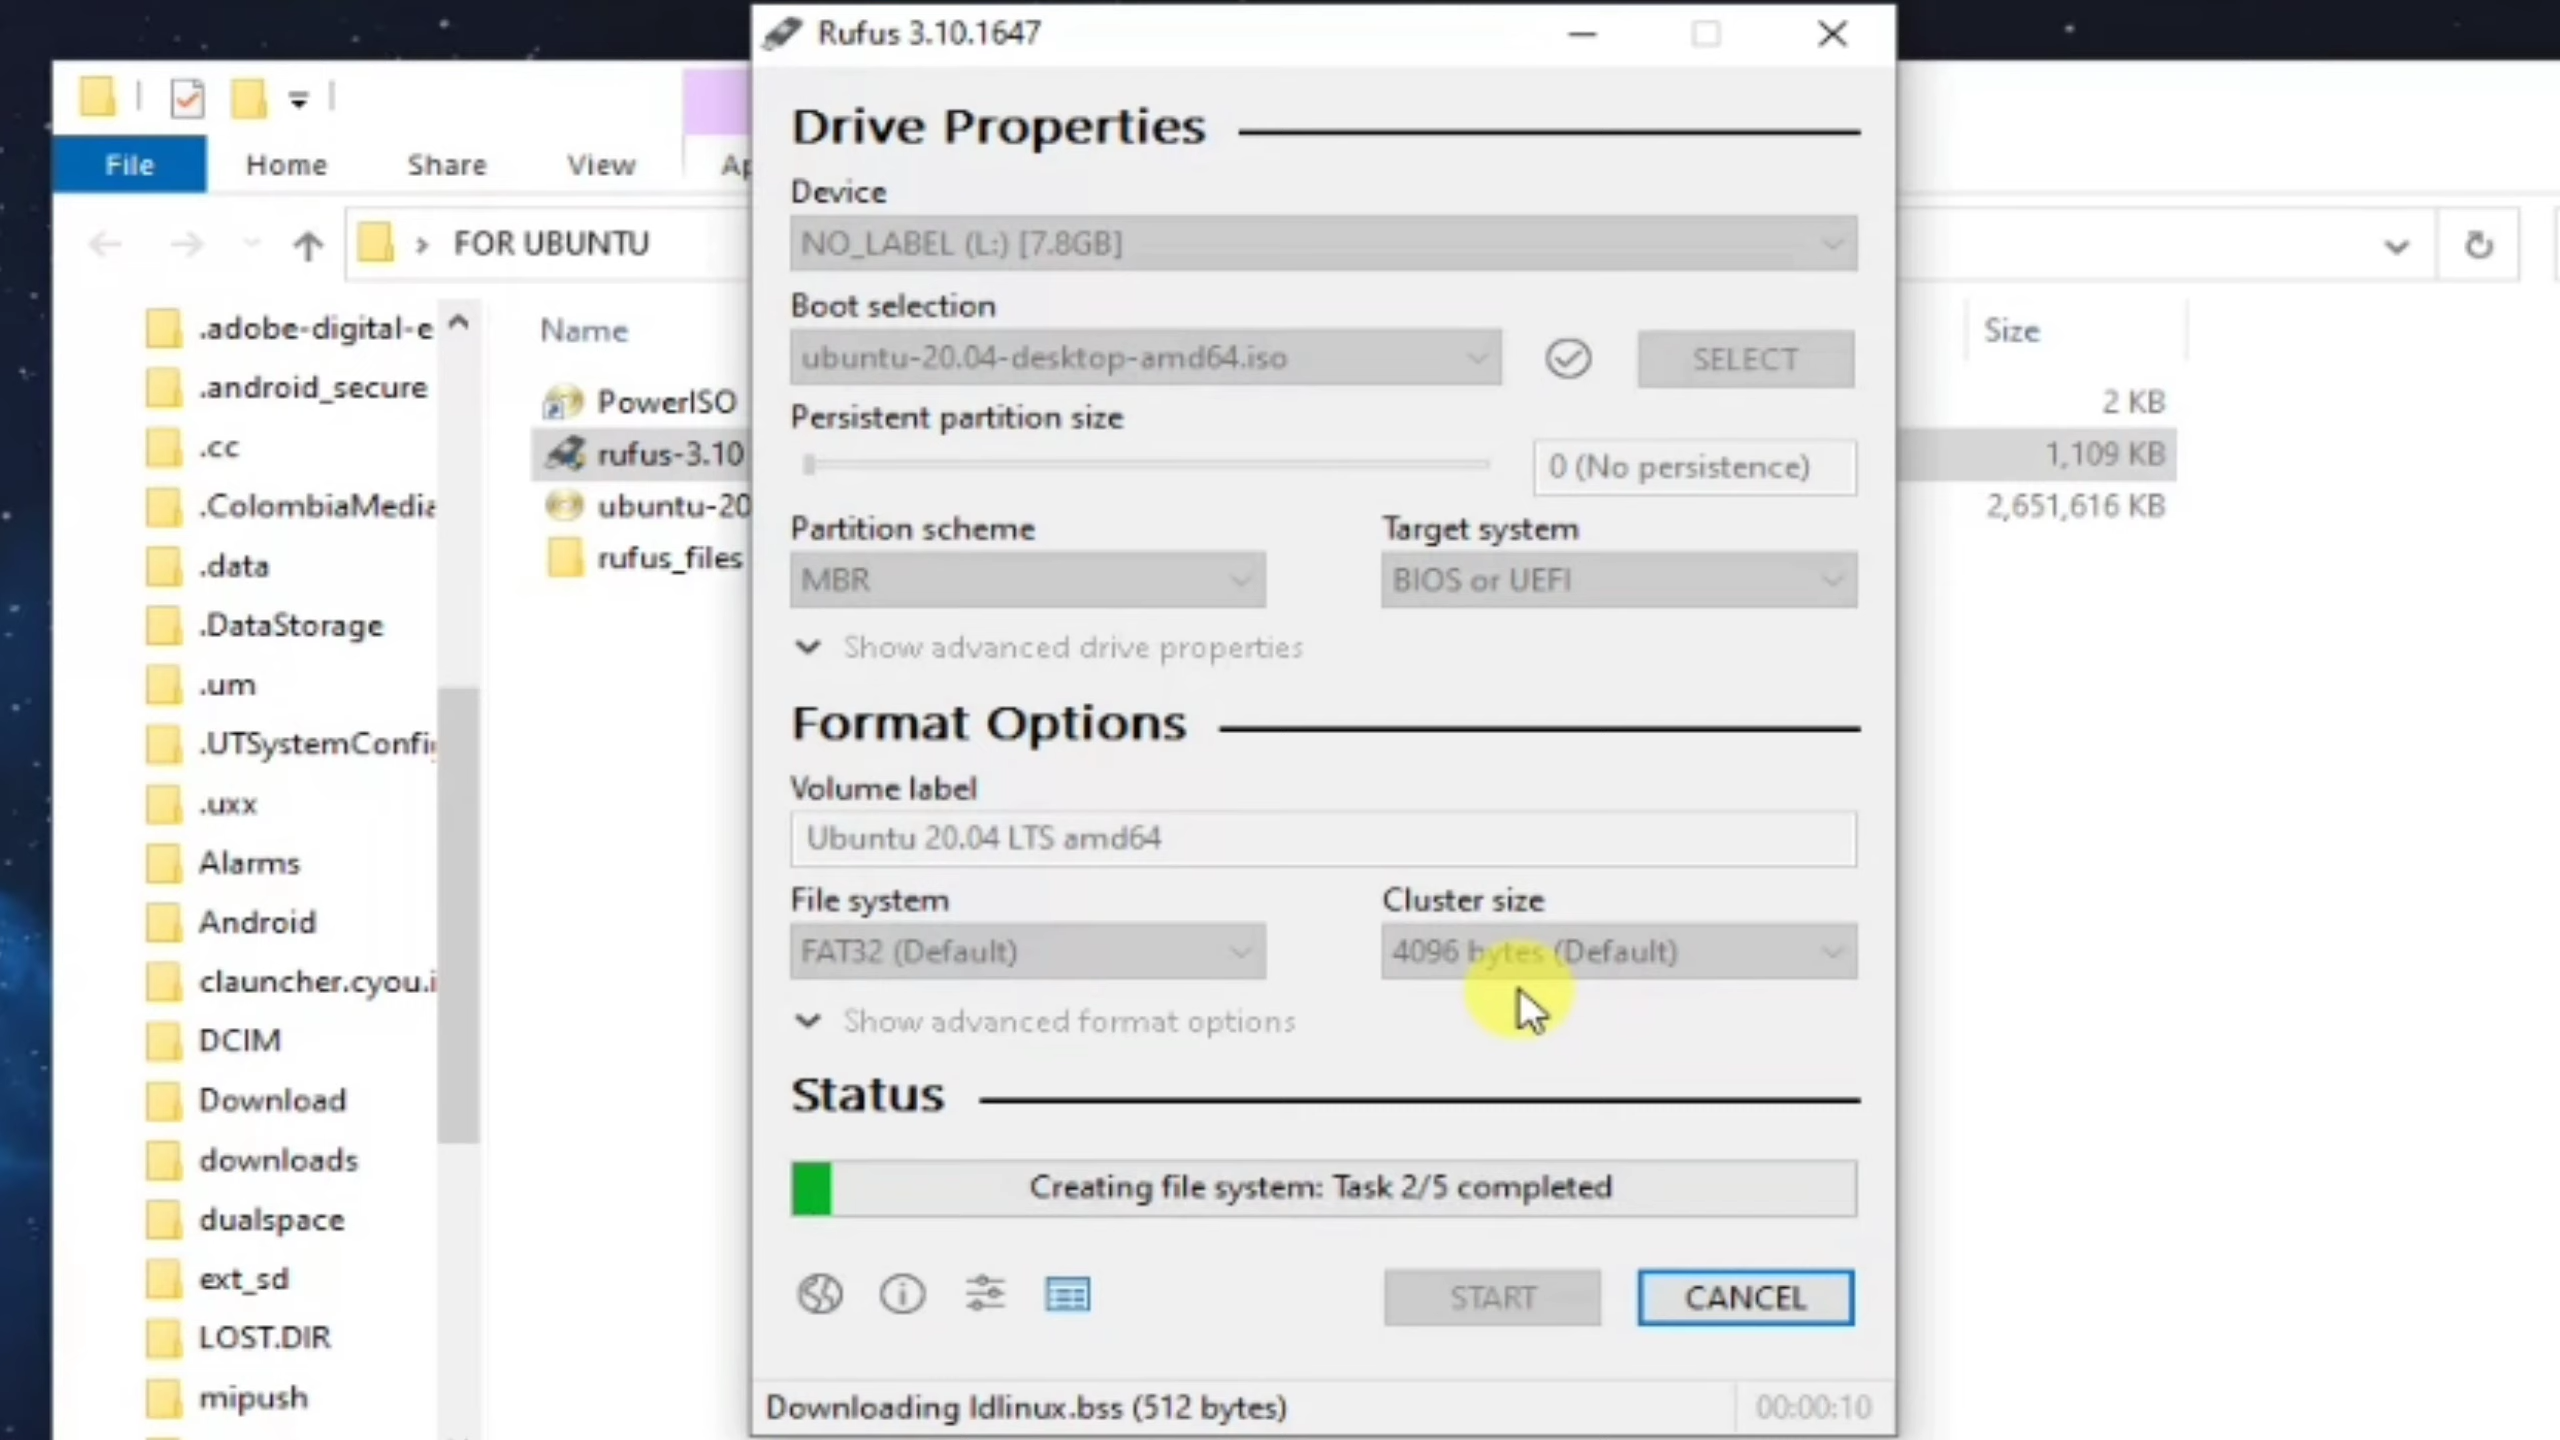 Rufus 3.10.1647
File
Home
Share
View
FOR UBUNTU
.adobe-digital-e
.android_secure
.cc
.ColombiaMedia
.data
.DataStorage
.um
.UTSystemConfi
.uxx
Alarms
Android
clauncher.cyou.i
DCIM
Download
downloads
dualspace
ext_sd
LOST.DIR
mipush
Name
PowerISO
rufus-3.10
ubuntu-20
rufus_files
Drive Properties
Device
NO_LABEL (L:) [7.8GB]
Boot selection
ubuntu-20.04-desktop-amd64.iso
SELECT
Persistent partition size
0 (No persistence)
Partition scheme
Target system
MBR
BIOS or UEFI
Show advanced drive properties
Format Options
Volume label
Ubuntu 20.04 LTS amd64
File system
Cluster size
FAT32 (Default)
4096 bytes (Default)
Show advanced format options
Status
Creating file system: Task 2/5 completed
START
CANCEL
Downloading ldlinux.bss (512 bytes)
00:00:10
Size
2 KB
1,109 KB
2,651,616 KB